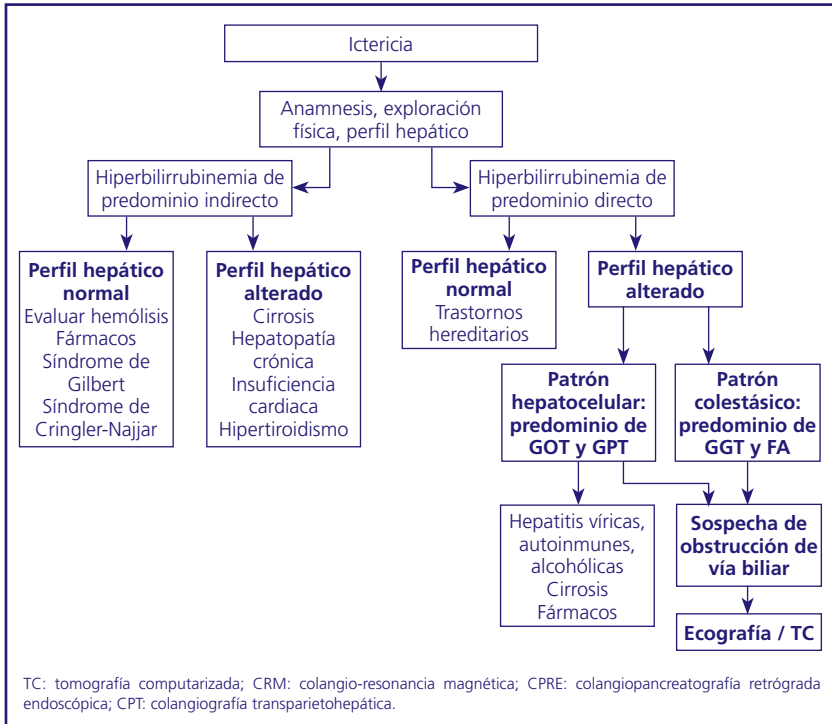 Ictericia
Anamnesis, exploración
física, perfil hepático
Hiperbilirrubinemia de
predominio indirecto
Hiperbilirrubinemia de
predominio directo
Perfil hepático
normal
Evaluar hemólisis
Fármacos
Síndrome de
Gilbert
Síndrome de
Cringler-Najjar
Perfil hepático
alterado
Cirrosis
Hepatopatía
crónica
Insuficiencia
cardiaca
Hipertiroidismo
Perfil hepático
normal
Trastornos
hereditarios
Perfil hepático
alterado
Patrón
hepatocelular:
predominio de
GOT y GPT
Patrón
colestásico:
predominio de
GGT y FA
Hepatitis víricas,
autoinmunes,
alcohólicas
Cirrosis
Fármacos
Sospecha de
obstrucción de
vía biliar
Ecografía / TC
TC: tomografía computarizada; CRM: colangio-resonancia magnética; CPRE: colangiopancreatografía retrógrada
endoscópica; CPT: colangiografía transparietohepática.